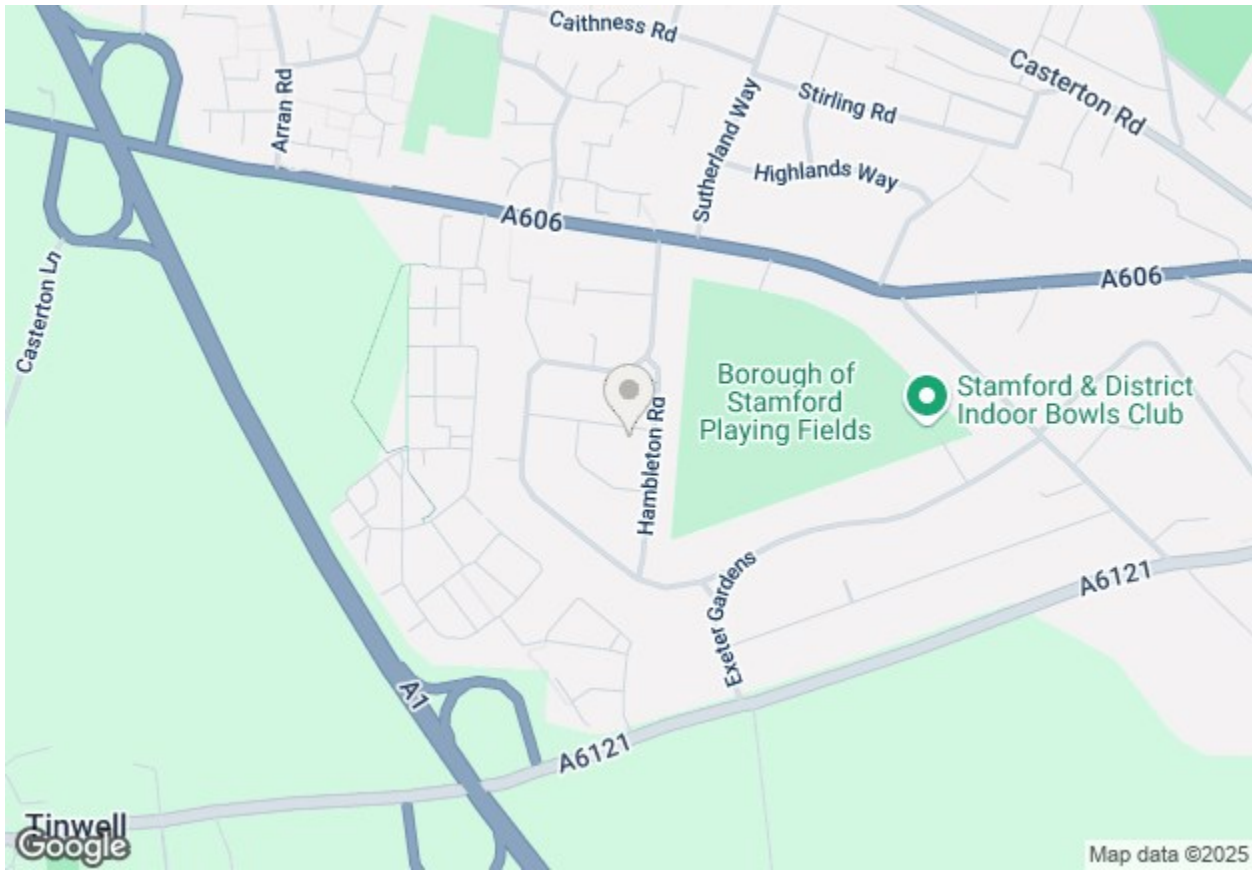 Caithness Rd
Casterton Rd
Arran Rd
Stirling Rd
Sutherland Way
Highlands Way
A606
Casterton Ln
A606
Borough of
Stamford
Playing Fields
Stamford & District
Indoor Bowls Club
Hambleton Rd
Exeter Gardens
A6121
A1
A6121
Tinwell
Google
Map data ©2025